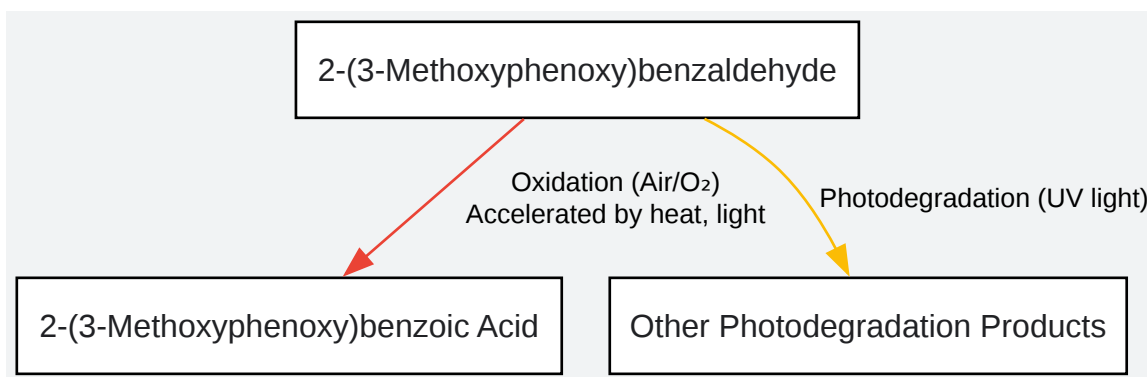 2-(3-Methoxyphenoxy)benzaldehyde
Oxidation (Air/O₂)
Accelerated by heat, light
Photodegradation (UV light)
2-(3-Methoxyphenoxy)benzoic Acid
Other Photodegradation Products